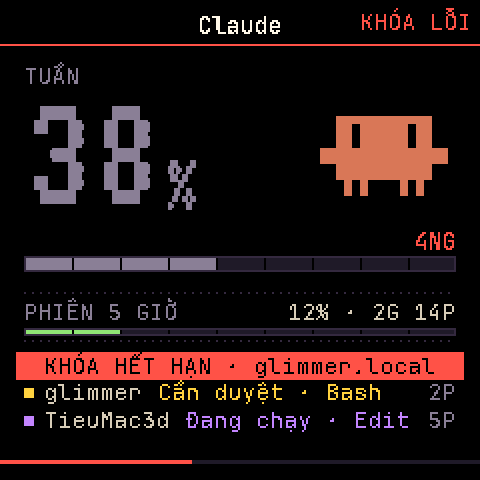 Claude
KHÓA LỖI
TUẦN
38%
4NG
PHIÊN 5 GIỜ 12% · 2G 14P
KHÓA HẾT HẠN · glimmer.local
glimmer Cần duyệt · Bash 2P
TieuMac3d Đang chạy · Edit 5P